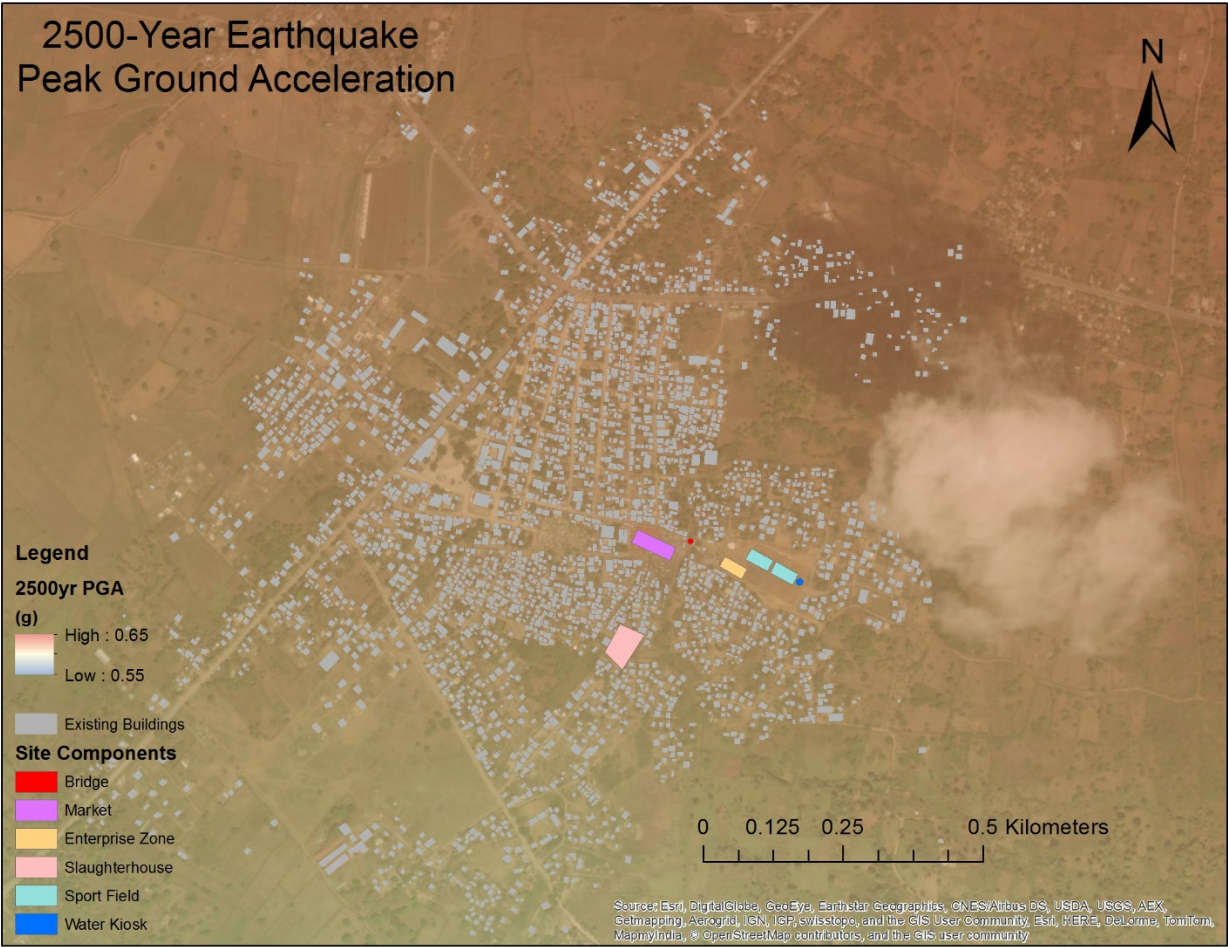 2500-Year Earthquake
Peak Ground Acceleration
N
Legend
2500yr PGA
(g)
High : 0.65
Low : 0.55
Existing Buildings
Site Components
Bridge
Market
Enterprise Zone
Slaughterhouse
Sport Field
Water Kiosk
0 0.125 0.25 0.5 Kilometers
Source: Esri, DigitalGlobe, GeoEye, Earthstar Geographics, CNES/Airbus DS, USDA, USGS, AEX,
Getmapping, Aerogrid, IGN, IGP, swisstopo, and the GIS User Community, Esri, HERE, DeLorme, TomTom,
MapmyIndia, © OpenStreetMap contributors, and the GIS user community